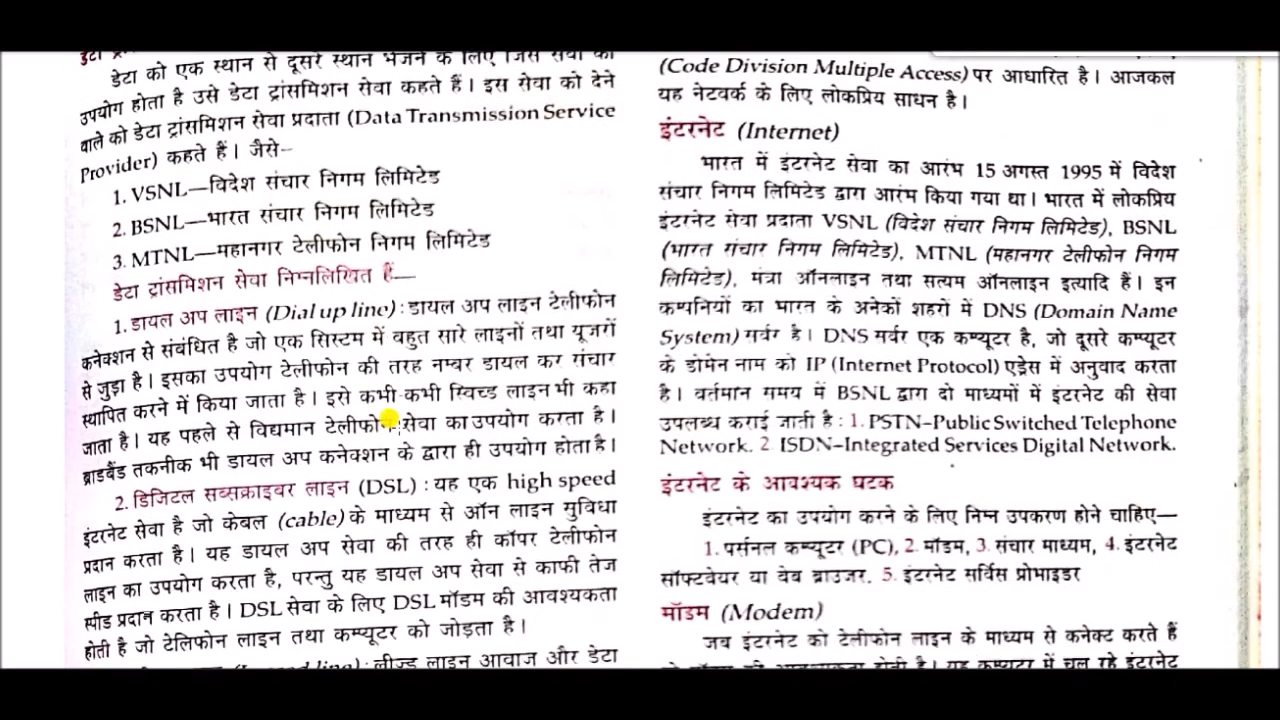 डेटा को एक स्थान से दूसरे स्थान भेजने के लिए जिस सेवा का
उपयोग होता है उसे डेटा ट्रांसमिशन सेवा कहते हैं। इस सेवा को देने
वाले को डेटा ट्रांसमिशन सेवा प्रदाता (Data Transmission Service
Provider) कहते हैं। जैसे–
1. VSNL—विदेश संचार निगम लिमिटेड
2. BSNL—भारत संचार निगम लिमिटेड
3. MTNL—महानगर टेलीफोन निगम लिमिटेड
डेटा ट्रांसमिशन सेवा निम्नलिखित हैं—
1. डायल अप लाइन (Dial up line) : डायल अप लाइन टेलीफोन
कनेक्शन से संबंधित है जो एक सिस्टम में बहुत सारे लाइनों तथा यूजरों
से जुड़ा है। इसका उपयोग टेलीफोन की तरह नम्बर डायल कर संचार
स्थापित करने में किया जाता है। इसे कभी-कभी स्विच्ड लाइन भी कहा
जाता है। यह पहले से विद्यमान टेलीफोन सेवा का उपयोग करता है।
ब्राडबैंड तकनीक भी डायल अप कनेक्शन के द्वारा ही उपयोग होता है।
2. डिजिटल सब्सक्राइबर लाइन (DSL) : यह एक high speed
इंटरनेट सेवा है जो केबल (cable) के माध्यम से ऑन लाइन सुविधा
प्रदान करता है। यह डायल अप सेवा की तरह ही कॉपर टेलीफोन
लाइन का उपयोग करता है, परन्तु यह डायल अप सेवा से काफी तेज
स्पीड प्रदान करता है। DSL सेवा के लिए DSL मॉडम की आवश्यकता
होती है जो टेलिफोन लाइन तथा कम्प्यूटर को जोड़ता है।
लीज्ड लाइन आवाज और डेटा
(Code Division Multiple Access) पर आधारित है। आजकल
यह नेटवर्क के लिए लोकप्रिय साधन है।
इंटरनेट (Internet)
भारत में इंटरनेट सेवा का आरंभ 15 अगस्त 1995 में विदेश
संचार निगम लिमिटेड द्वारा आरंभ किया गया था। भारत में लोकप्रिय
इंटरनेट सेवा प्रदाता VSNL (विदेश संचार निगम लिमिटेड), BSNL
(भारत संचार निगम लिमिटेड), MTNL (महानगर टेलीफोन निगम
लिमिटेड), मंत्रा ऑनलाइन तथा सत्यम ऑनलाइन इत्यादि हैं। इन
कम्पनियों का भारत के अनेकों शहरों में DNS (Domain Name
System) सर्वर है। DNS सर्वर एक कम्प्यूटर है, जो दूसरे कम्प्यूटर
के डोमेन नाम को IP (Internet Protocol) एड्रेस में अनुवाद करता
है। वर्तमान समय में BSNL द्वारा दो माध्यमों में इंटरनेट की सेवा
उपलब्ध कराई जाती है : 1. PSTN–Public Switched Telephone
Network. 2. ISDN–Integrated Services Digital Network.
इंटरनेट के आवश्यक घटक
इंटरनेट का उपयोग करने के लिए निम्न उपकरण होने चाहिए—
1. पर्सनल कम्प्यूटर (PC), 2. मॉडम, 3. संचार माध्यम, 4. इंटरनेट
सॉफ्टवेयर या वेब ब्राउजर, 5. इंटरनेट सर्विस प्रोभाइडर
मॉडम (Modem)
जब इंटरनेट को टेलीफोन लाइन के माध्यम से कनेक्ट करते हैं